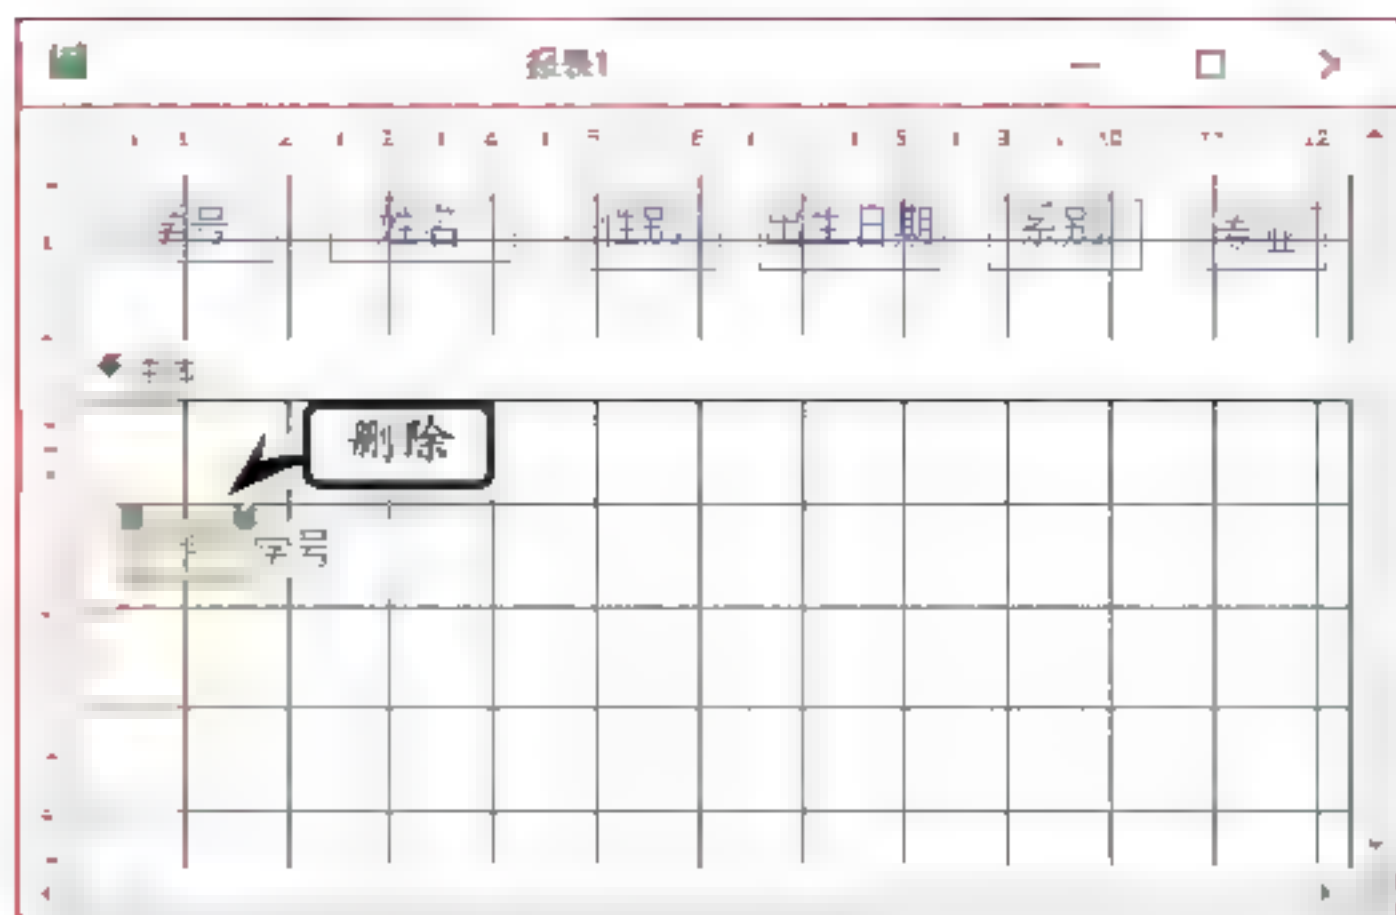 报表1
学号 姓名 性别 出生日期 系别 专业
主体
删除
学号